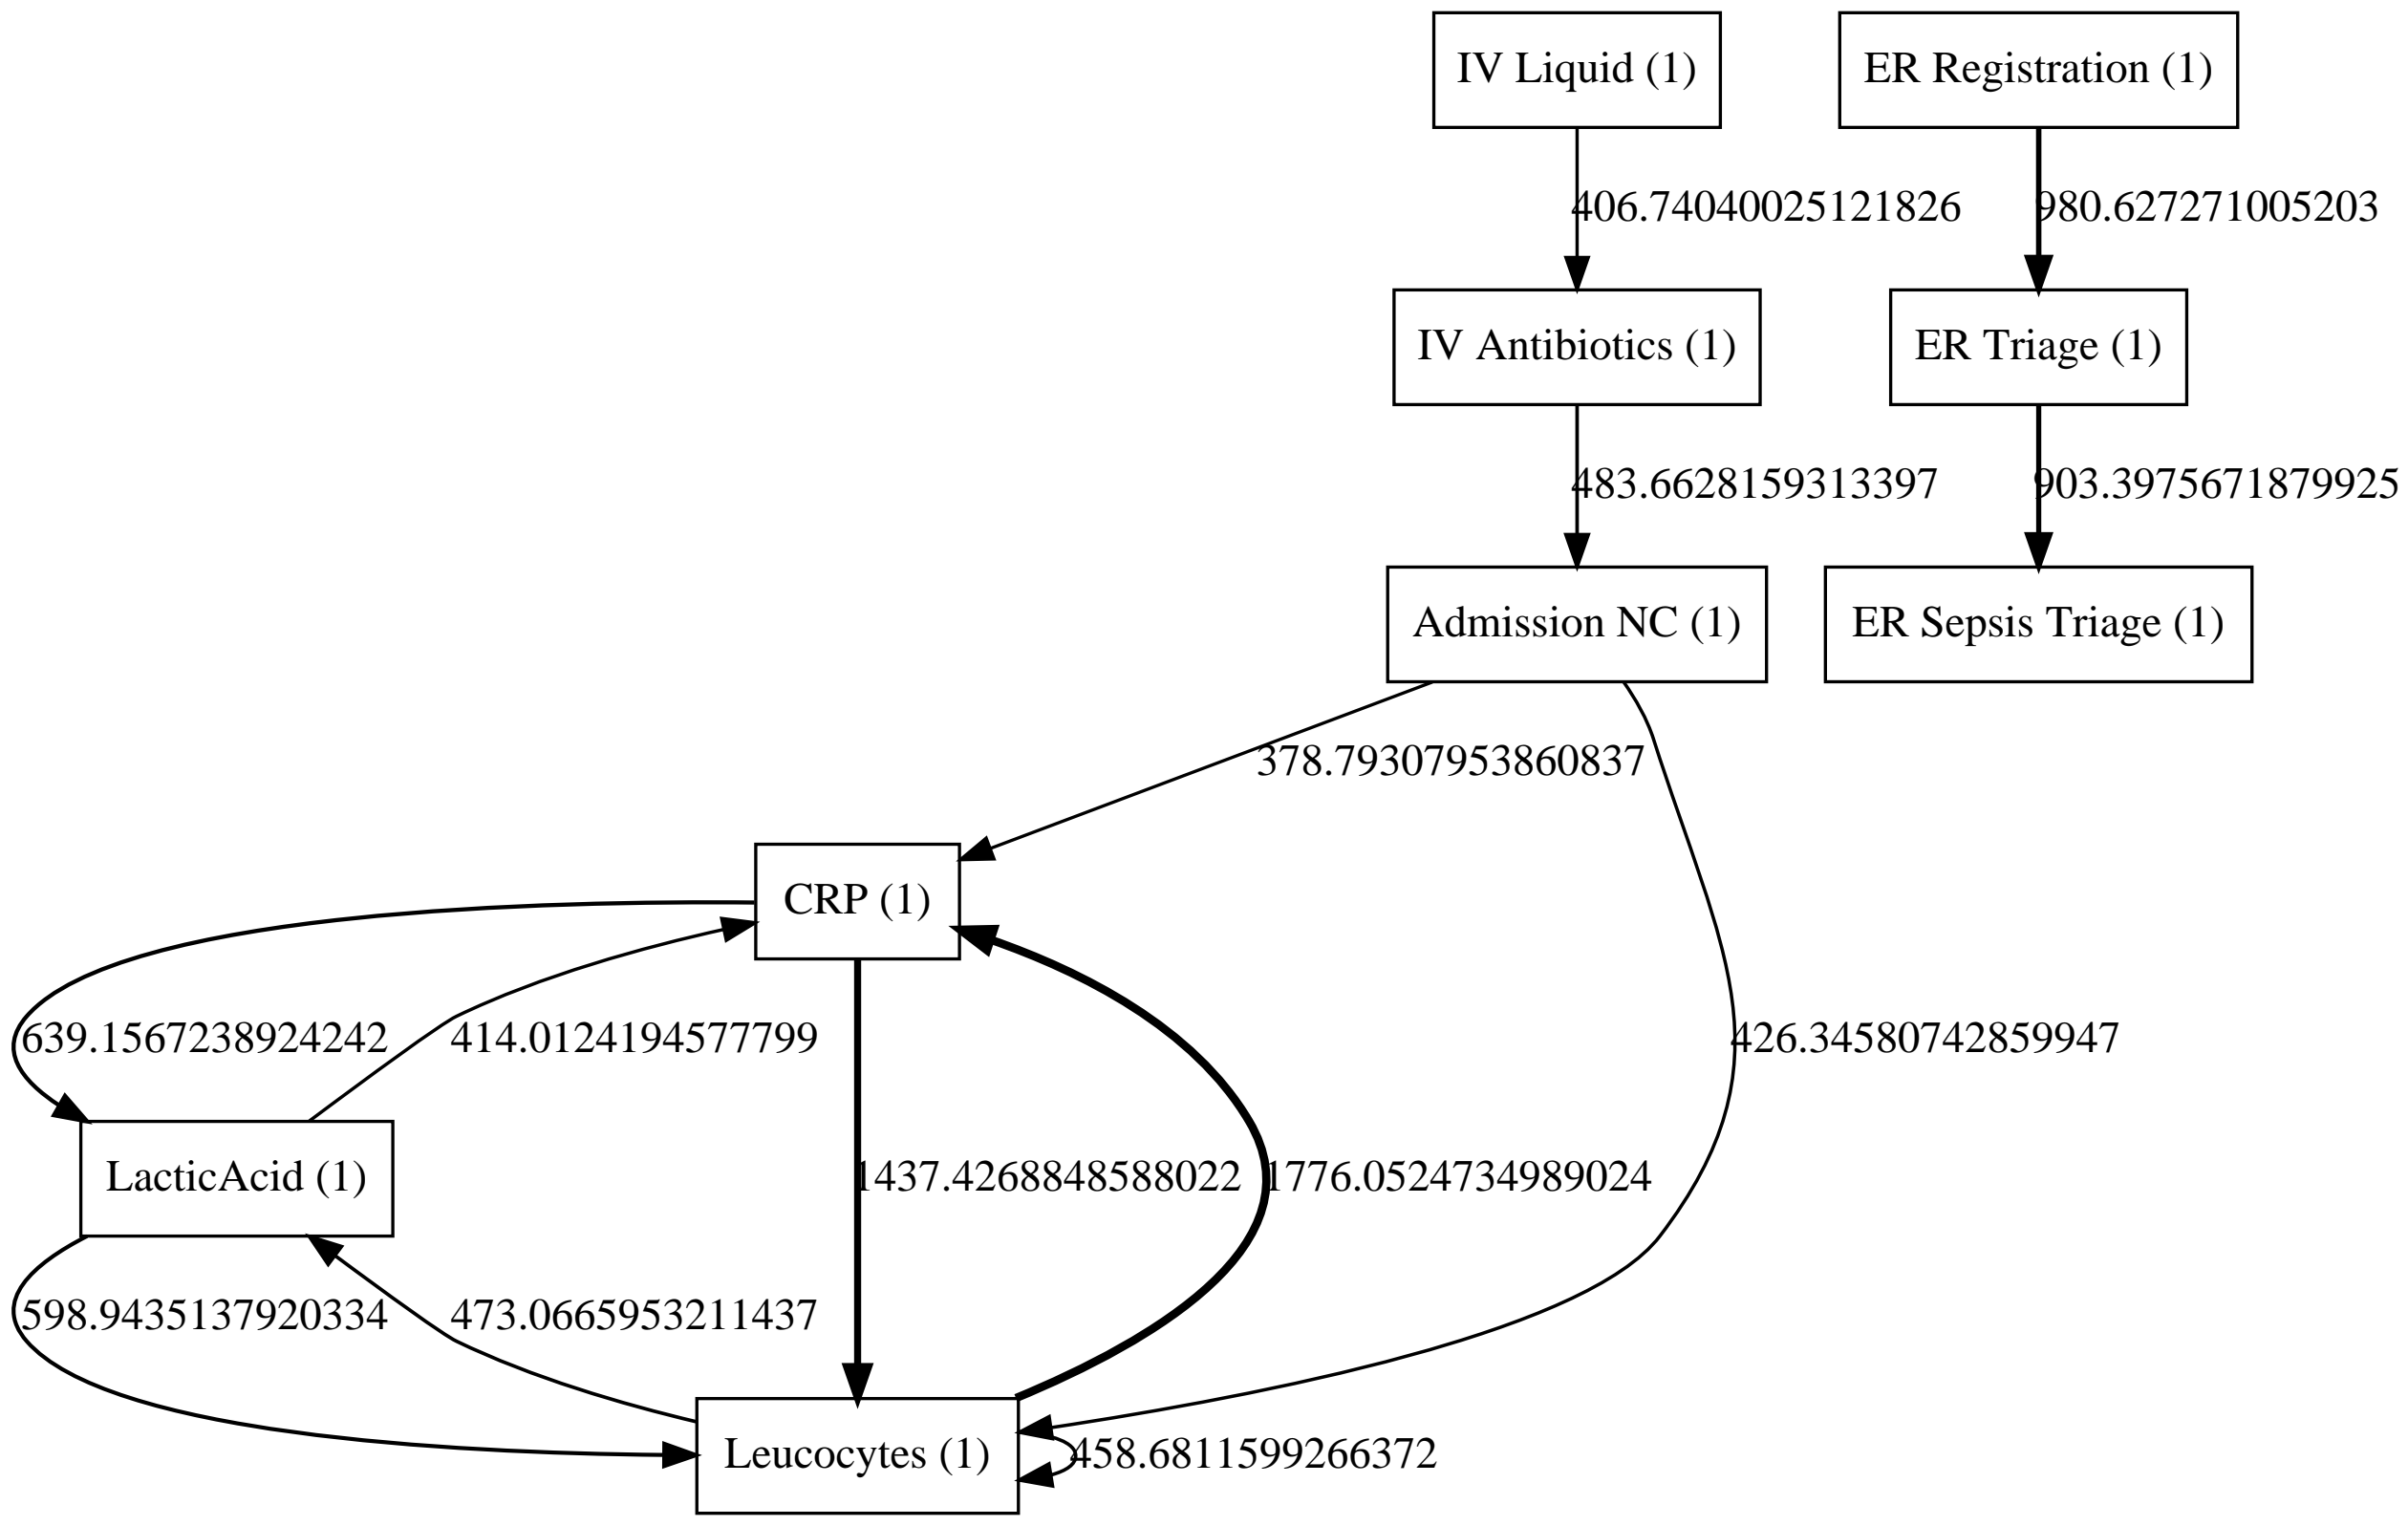 IV Liquid (1)
ER Registration (1)
406.74040025121826
980.627271005203
IV Antibiotics (1)
ER Triage (1)
483.6628159313397
903.3975671879925
Admission NC (1)
ER Sepsis Triage (1)
378.79307953860837
CRP (1)
639.1567238924242
414.0124194577799
426.34580742859947
LacticAcid (1)
1437.4268848588022
1776.0524734989024
598.9435137920334
473.0665953211437
Leucocytes (1)
458.6811599266372